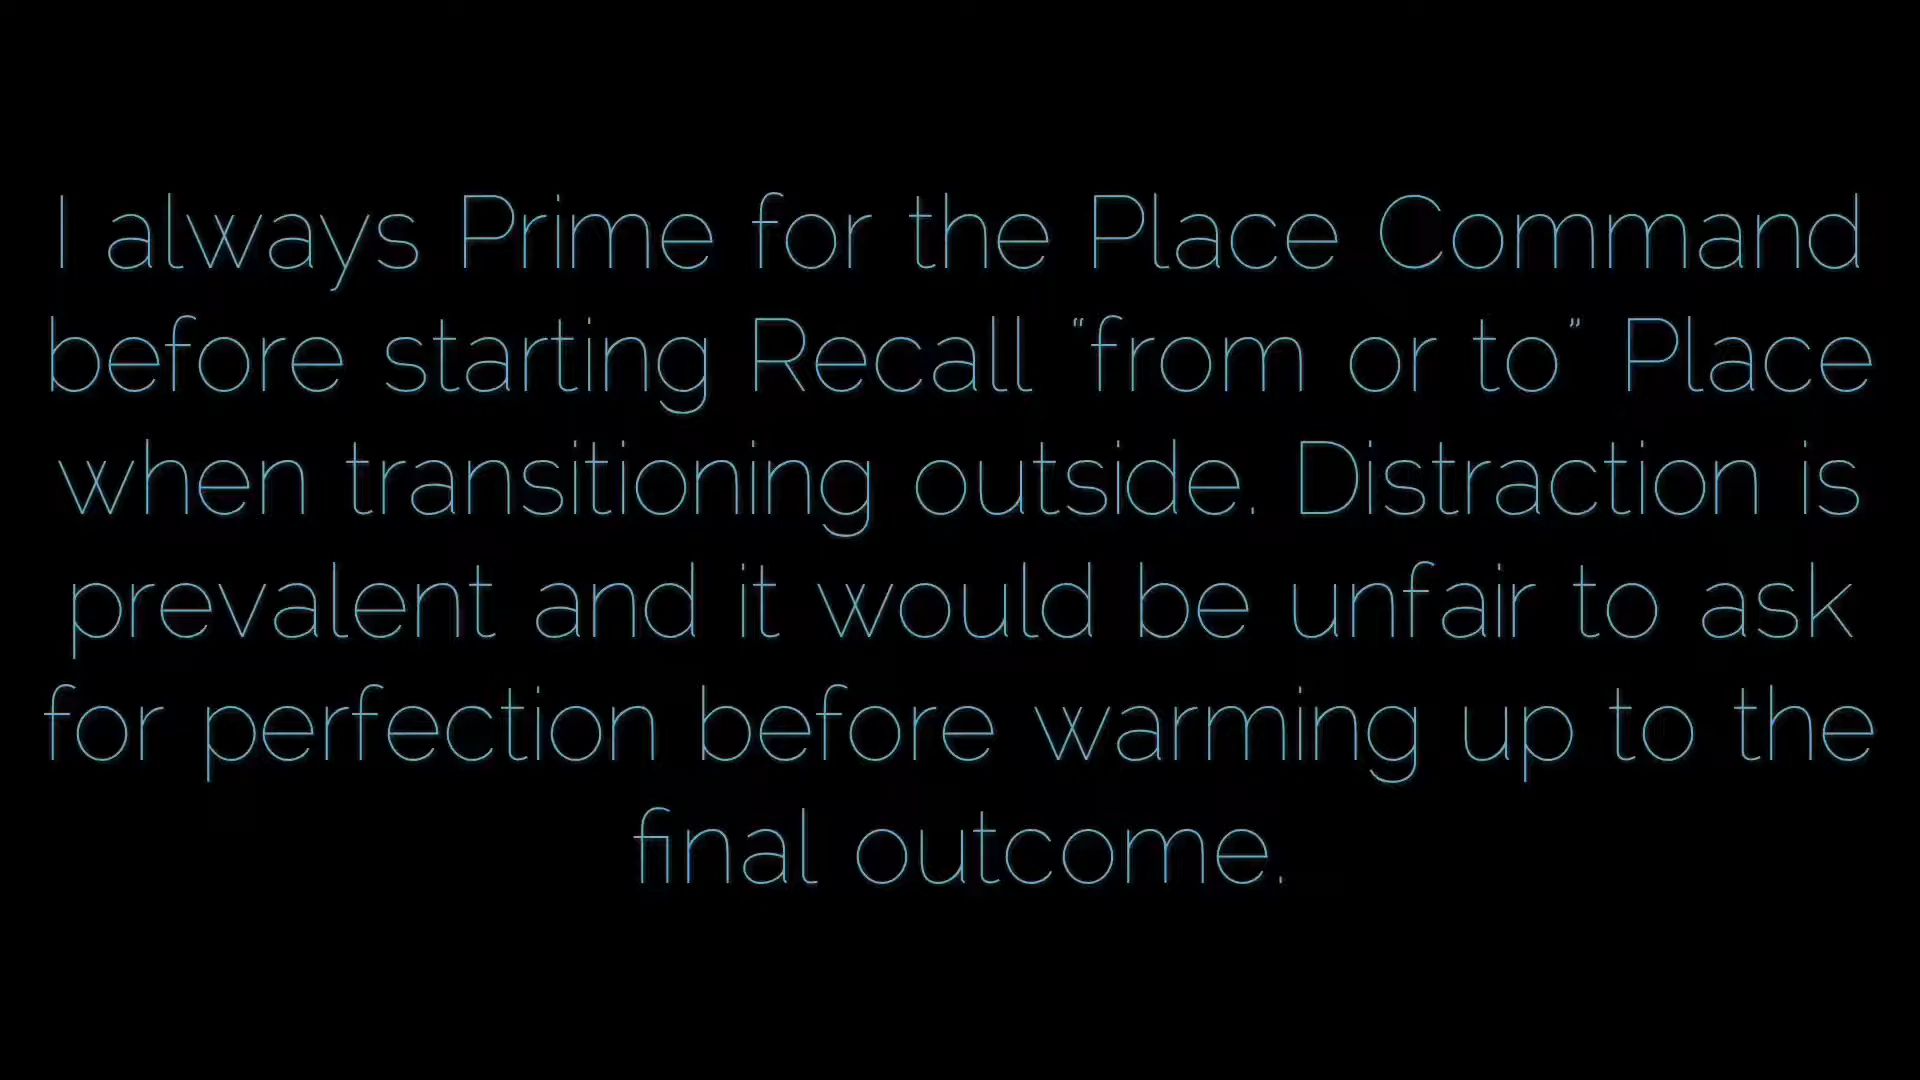 I always Prime for the Place Command
before starting Recall “from or to” Place
when transitioning outside. Distraction is
prevalent and it would be unfair to ask
for perfection before warming up to the
final outcome.